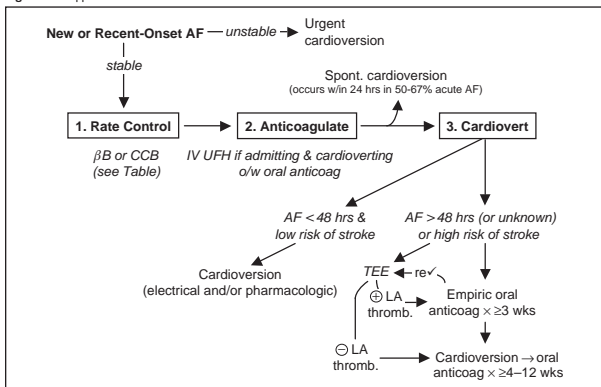 New or Recent-Onset AF
unstable
Urgent
cardioversion
stable
Spont. cardioversion
(occurs w/in 24 hrs in 50-67% acute AF)
1. Rate Control
2. Anticoagulate
3. Cardiovert
βB or CCB
(see Table)
IV UFH if admitting & cardioverting
o/w oral anticoag
AF < 48 hrs &
low risk of stroke
AF > 48 hrs (or unknown)
or high risk of stroke
Cardioversion
(electrical and/or pharmacologic)
TEE
re✓
⊕ LA
thromb.
Empiric oral
anticoag × ≥3 wks
⊖ LA
thromb.
Cardioversion → oral
anticoag × ≥4–12 wks